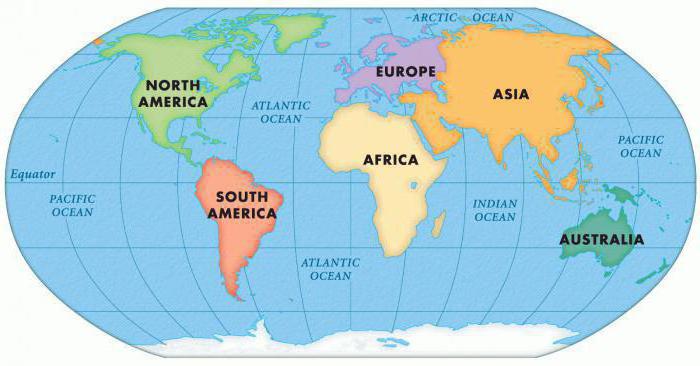 ARCTIC OCEAN
NORTH
AMERICA
EUROPE
ASIA
ATLANTIC
OCEAN
AFRICA
PACIFIC
OCEAN
Equator
PACIFIC
OCEAN
SOUTH
AMERICA
INDIAN
OCEAN
AUSTRALIA
ATLANTIC
OCEAN